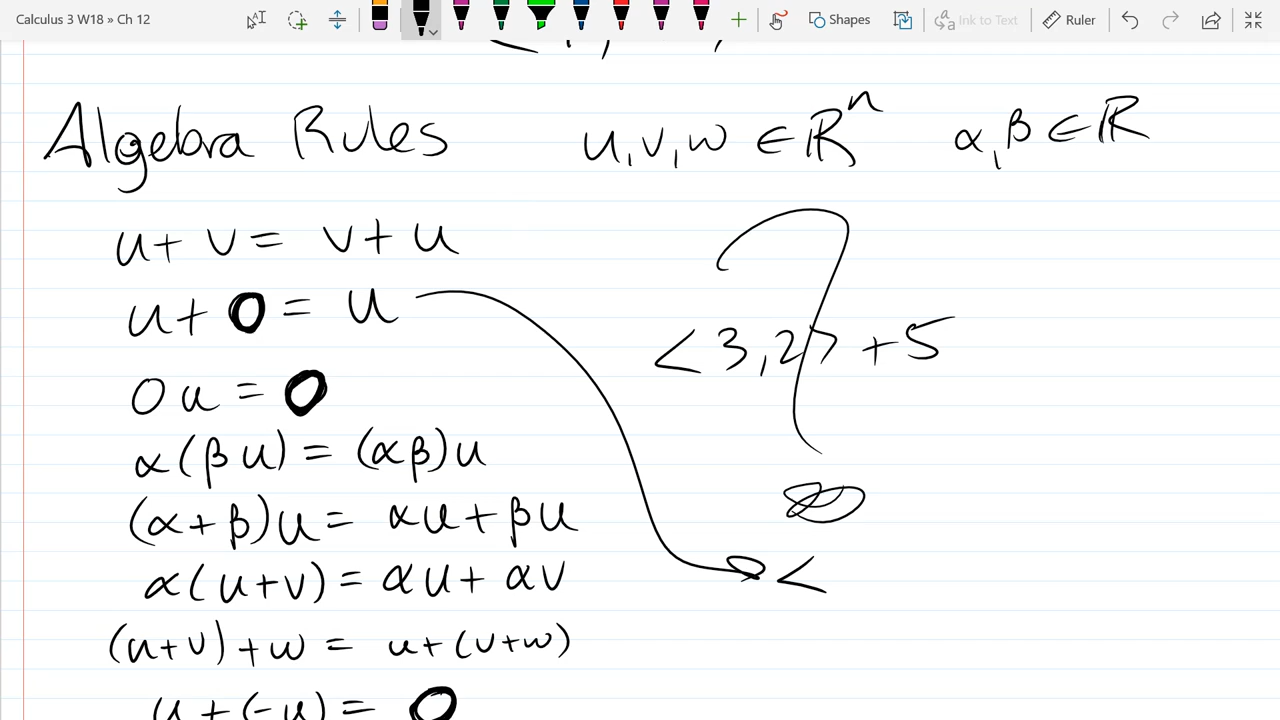 Calculus 3 W18 » Ch 12
Shapes
Ink to Text
Ruler
Algebra Rules u,v,w ∈ ℝⁿ α,β ∈ ℝ
u + v = v + u
u + 0 = u
<3,2> + 5
0u = 0
α(βu) = (αβ)u
(α+β)u = αu + βu
α(u+v) = αu + αv
<
(u+v)+w = u+(v+w)
u + (-u) = 0